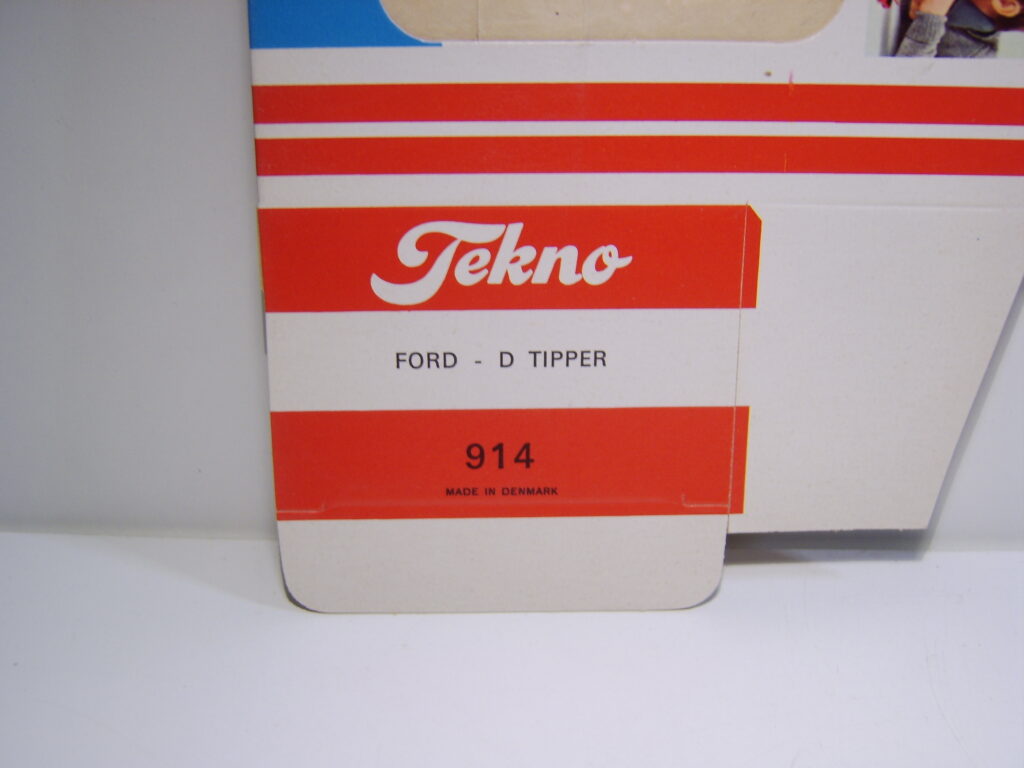 Tekno
FORD - D TIPPER
914
MADE IN DENMARK